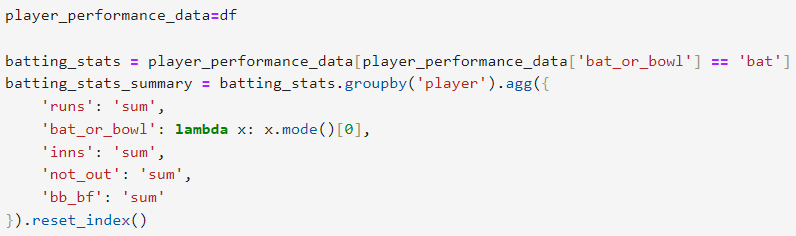 player_performance_data=df
batting_stats = player_performance_data[player_performance_data['bat_or_bowl'] == 'bat']
batting_stats_summary = batting_stats.groupby('player').agg({
    'runs': 'sum',
    'bat_or_bowl': lambda x: x.mode()[0],
    'inns': 'sum',
    'not_out': 'sum',
    'bb_bf': 'sum'
}).reset_index()